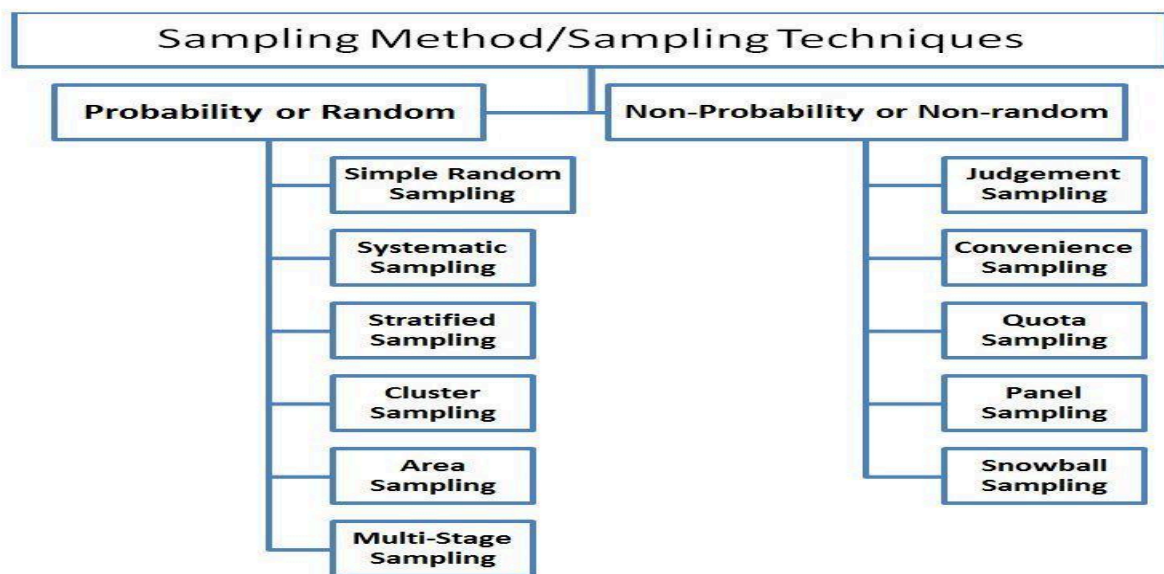 Sampling Method/Sampling Techniques
Probability or Random
Non-Probability or Non-random
Simple Random
Sampling
Systematic
Sampling
Stratified
Sampling
Cluster
Sampling
Area
Sampling
Multi-Stage
Sampling
Judgement
Sampling
Convenience
Sampling
Quota
Sampling
Panel
Sampling
Snowball
Sampling